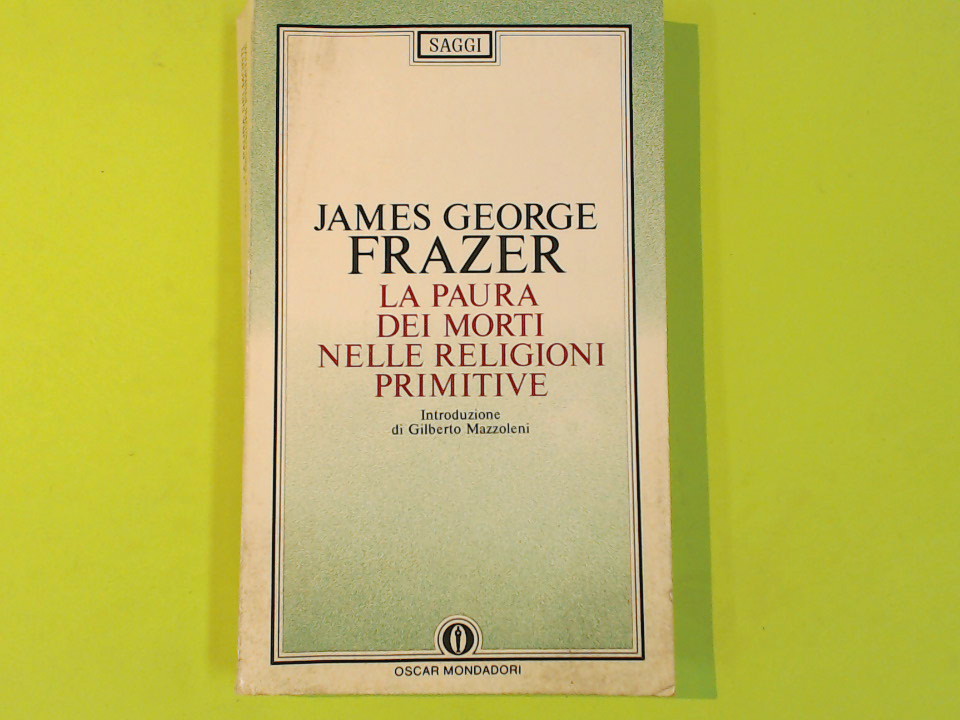 SAGGI
JAMES GEORGE
FRAZER
LA PAURA
DEI MORTI
NELLE RELIGIONI
PRIMITIVE
Introduzione
di Gilberto Mazzoleni
OSCAR MONDADORI